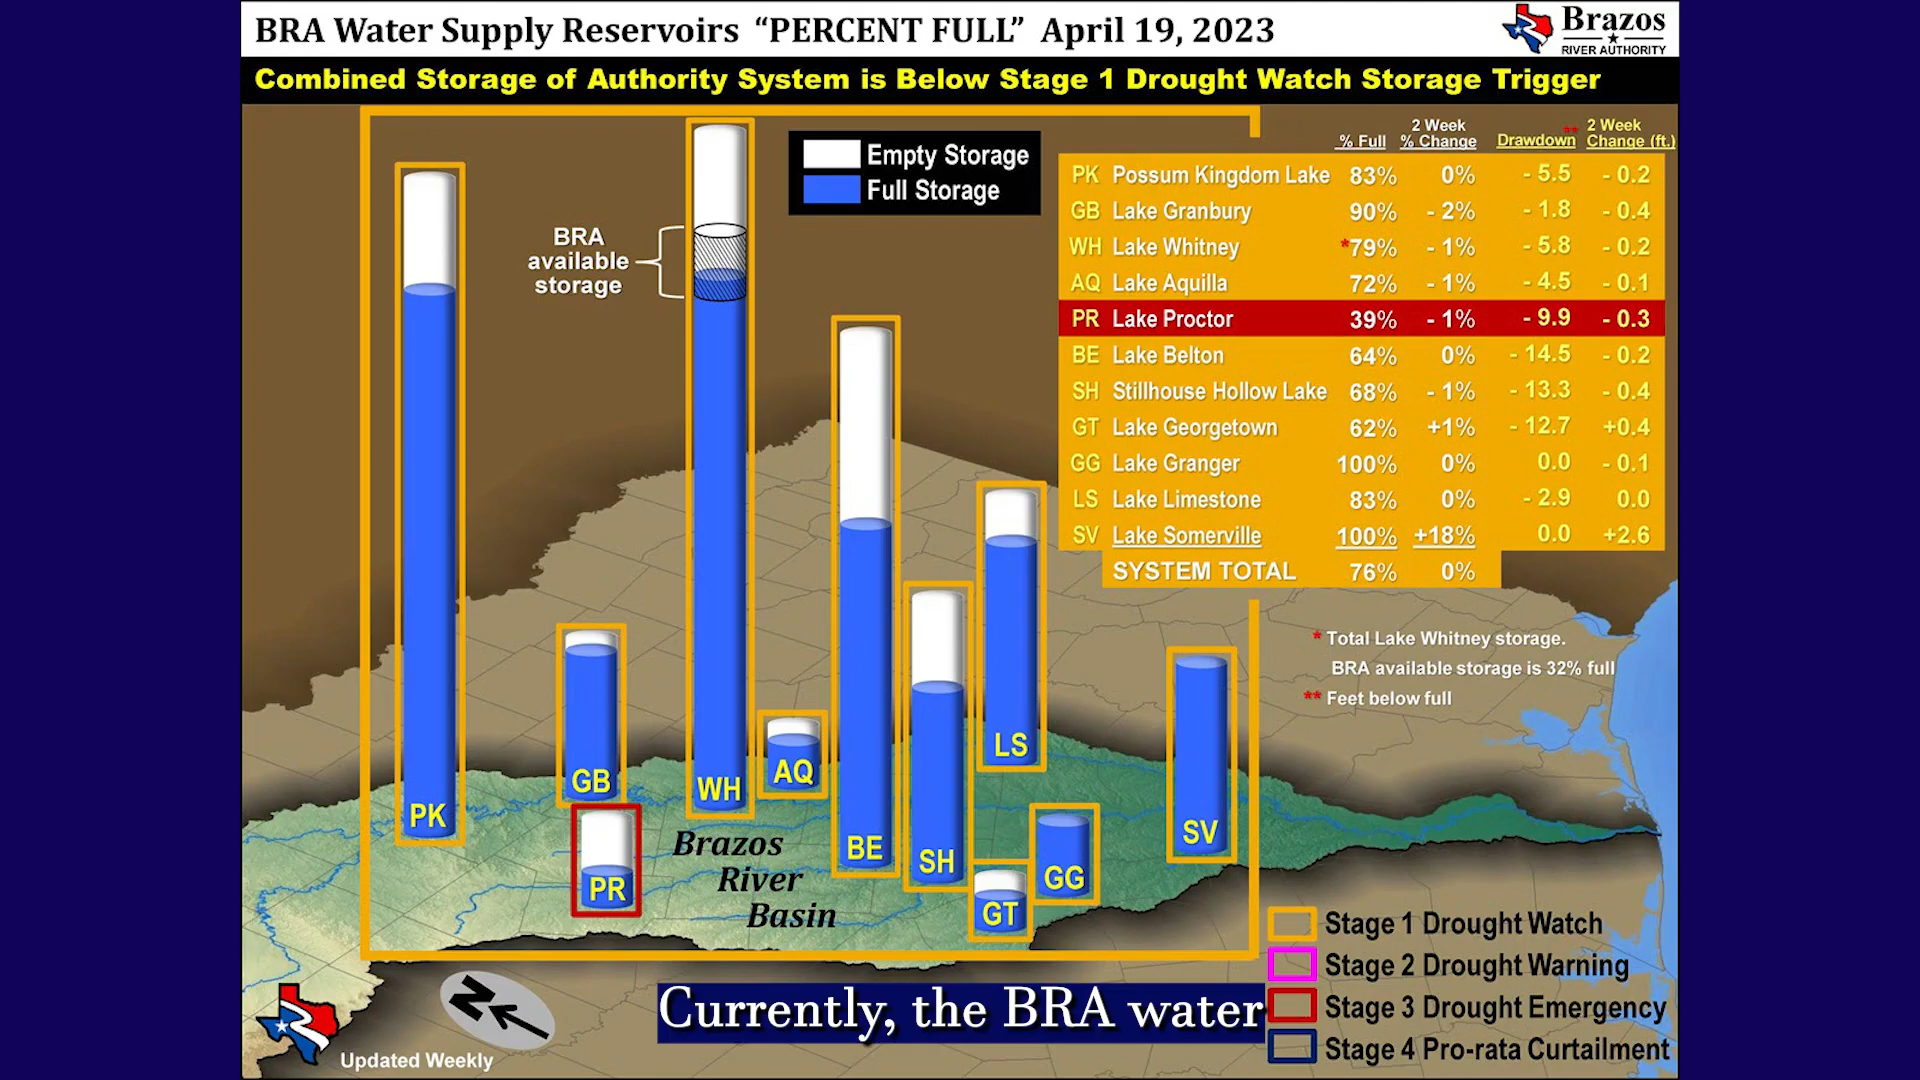 BRA Water Supply Reservoirs “PERCENT FULL” April 19, 2023
Brazos
RIVER AUTHORITY
Combined Storage of Authority System is Below Stage 1 Drought Watch Storage Trigger
Empty Storage
Full Storage
BRA
available
storage
% Full 2 Week % Change Drawdown** 2 Week Change (ft.)
PK Possum Kingdom Lake 83% 0% - 5.5 - 0.2
GB Lake Granbury 90% - 2% - 1.8 - 0.4
WH Lake Whitney *79% - 1% - 5.8 - 0.2
AQ Lake Aquilla 72% - 1% - 4.5 - 0.1
PR Lake Proctor 39% - 1% - 9.9 - 0.3
BE Lake Belton 64% 0% - 14.5 - 0.2
SH Stillhouse Hollow Lake 68% - 1% - 13.3 - 0.4
GT Lake Georgetown 62% +1% - 12.7 +0.4
GG Lake Granger 100% 0% 0.0 - 0.1
LS Lake Limestone 83% 0% - 2.9 0.0
SV Lake Somerville 100% +18% 0.0 +2.6
SYSTEM TOTAL 76% 0%
* Total Lake Whitney storage.
BRA available storage is 32% full
** Feet below full
PK
GB
WH
AQ
LS
PR
BE
SH
GT
GG
SV
Brazos
River
Basin
Stage 1 Drought Watch
Stage 2 Drought Warning
Stage 3 Drought Emergency
Stage 4 Pro-rata Curtailment
N
Updated Weekly
Currently, the BRA water